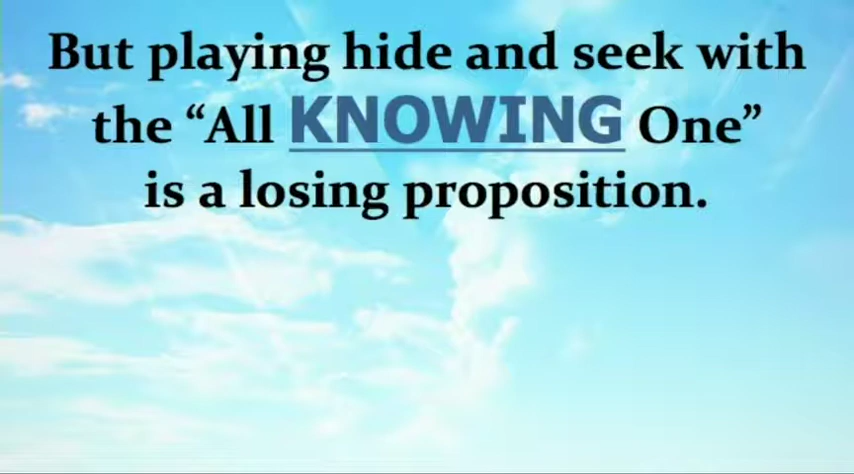 But playing hide and seek with
the “All KNOWING One”
is a losing proposition.